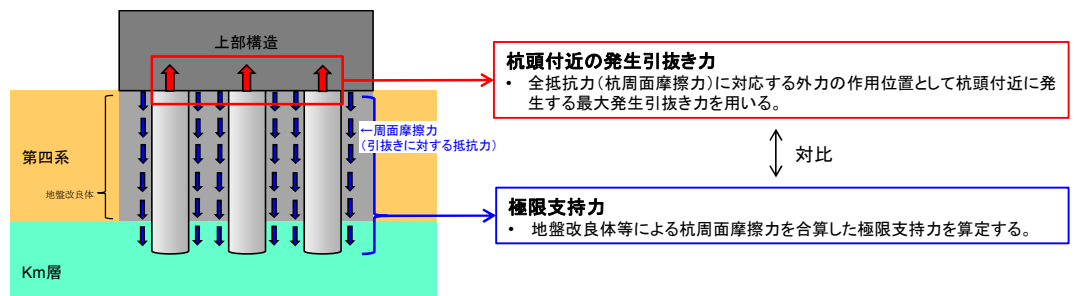 上部構造
第四系
地盤改良体
Km層
←周面摩擦力
（引抜きに対する抵抗力）
杭頭付近の発生引抜き力
• 全抵抗力（杭周面摩擦力）に対応する外力の作用位置として杭頭付近に発
生する最大発生引抜き力を用いる。
対比
極限支持力
• 地盤改良体等による杭周面摩擦力を合算した極限支持力を算定する。